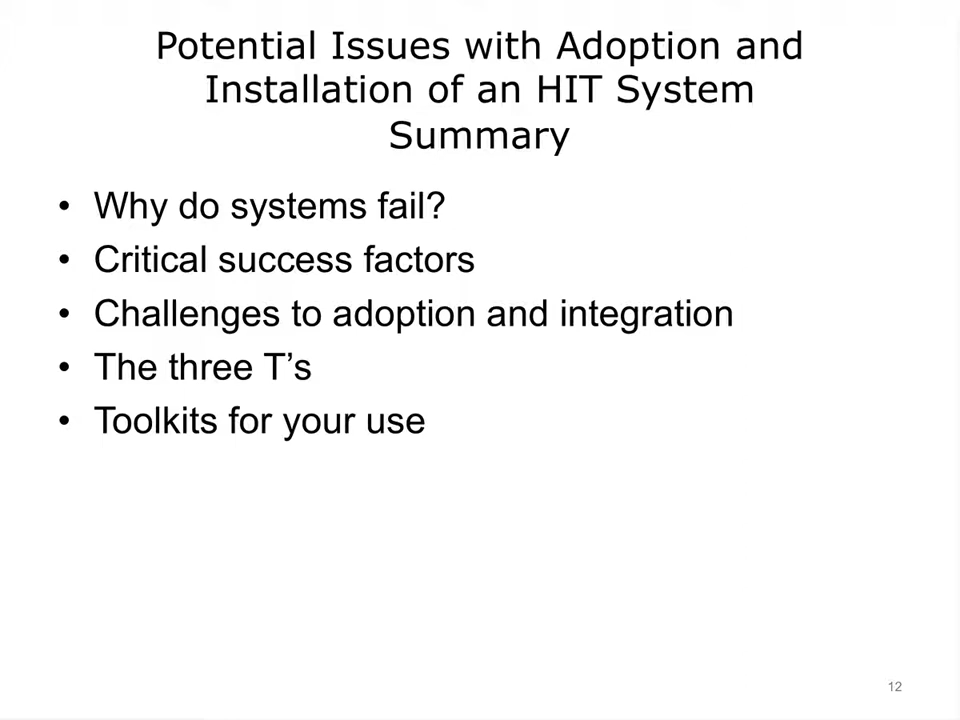 Potential Issues with Adoption and
Installation of an HIT System
Summary
• Why do systems fail?
• Critical success factors
• Challenges to adoption and integration
• The three T’s
• Toolkits for your use
12